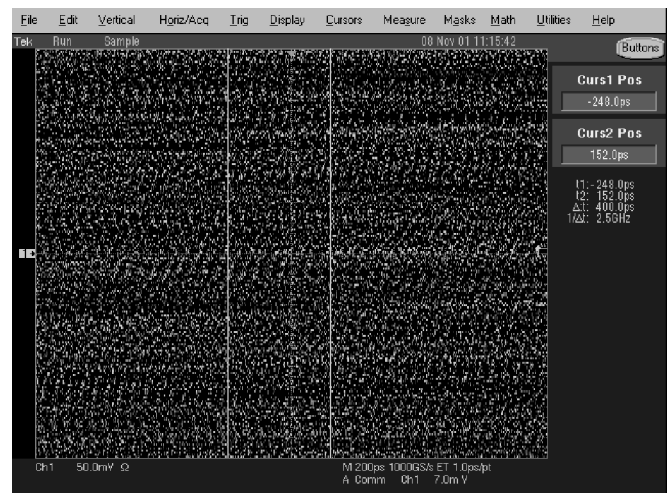 File Edit Vertical Horiz/Acq Trig Display Cursors Measure Masks Math Utilities Help
Tek Run Sample 08 Nov 01 11:15:42
Buttons
Curs1 Pos
-248.0ps
Curs2 Pos
152.0ps
t1: -248.0ps
t2: 152.0ps
Δt: 400.0ps
1/Δt: 2.5GHz
1
Ch1 50.0mV Ω M 200ps 1000GS/s ET 1.0ps/pt
A Comm Ch1 7.0mV